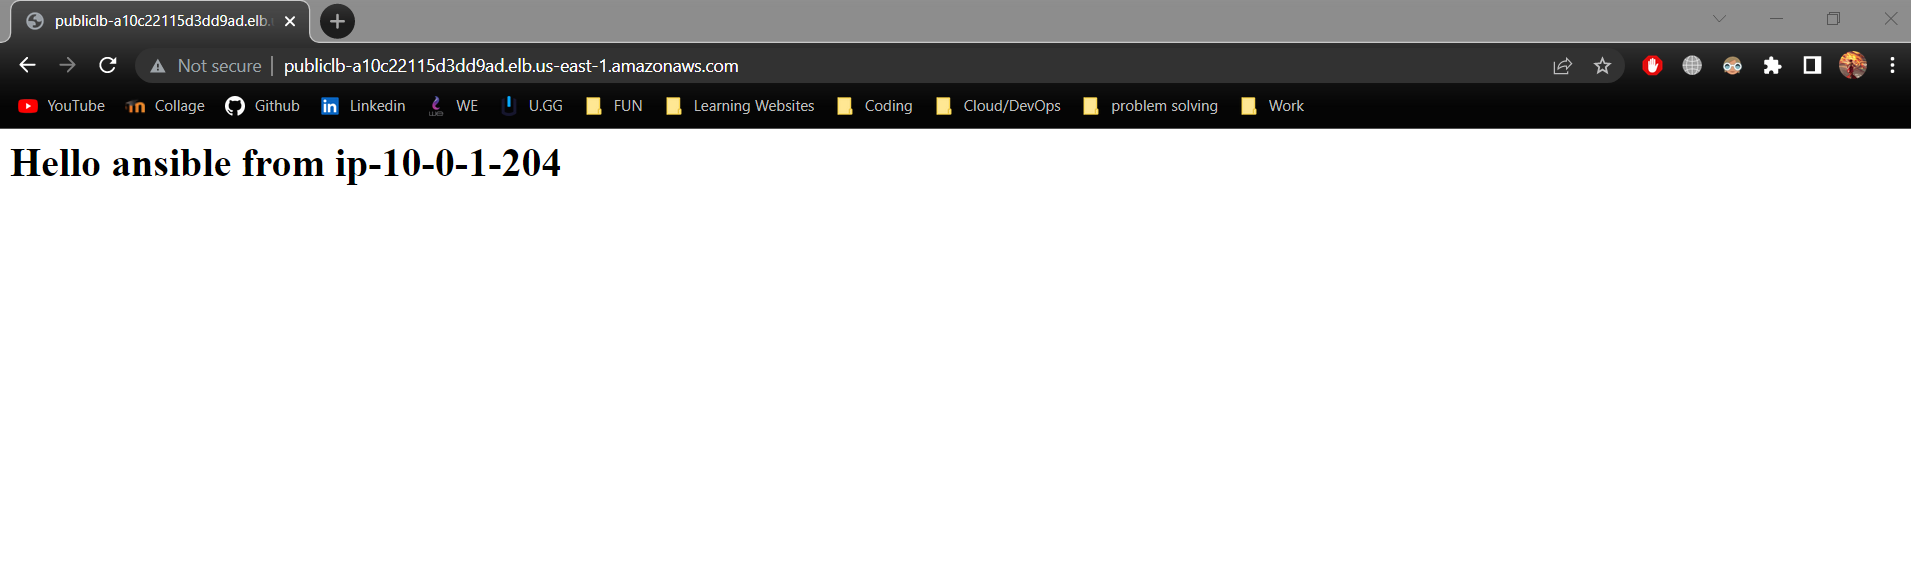 publiclb-a10c22115d3dd9ad.elb.
Not secure publiclb-a10c22115d3dd9ad.elb.us-east-1.amazonaws.com
YouTube Collage Github Linkedin WE U.GG FUN Learning Websites Coding Cloud/DevOps problem solving Work
Hello ansible from ip-10-0-1-204